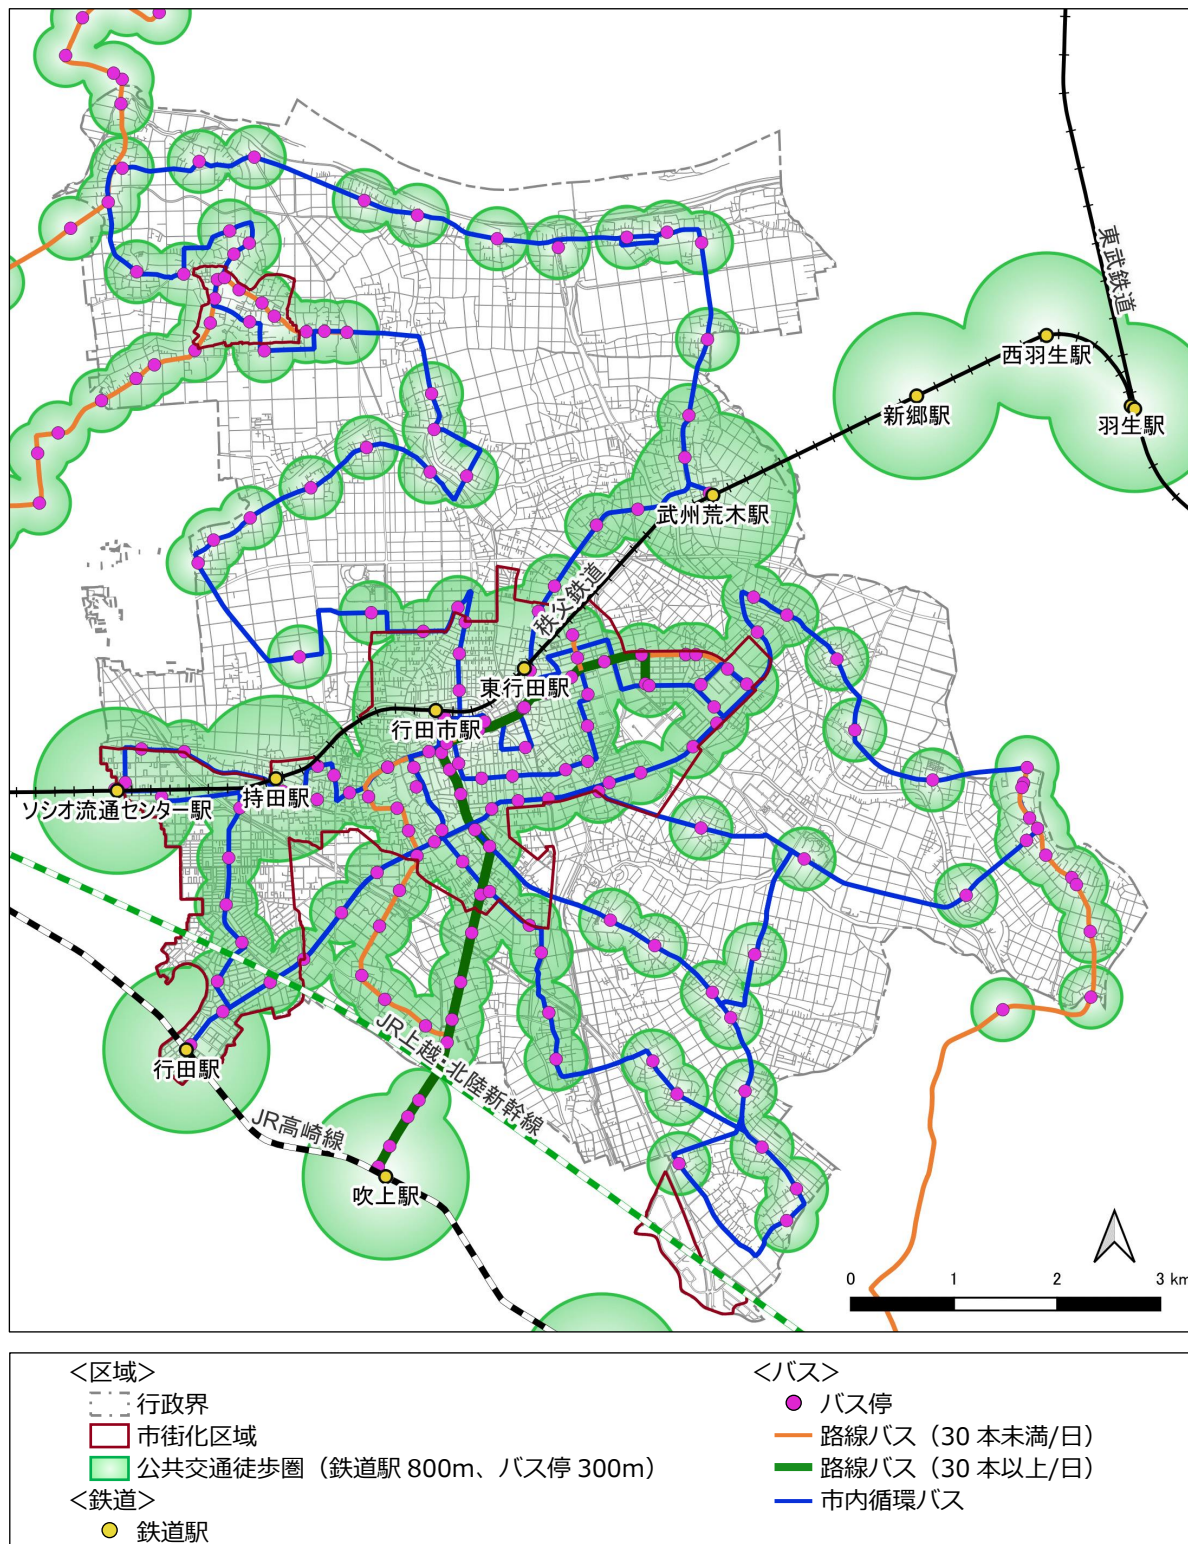 東武鉄道
西羽生駅
新郷駅
羽生駅
武州荒木駅
秩父鉄道
東行田駅
行田市駅
持田駅
ソシオ流通センター駅
行田駅
JR上越・北陸新幹線
JR高崎線
吹上駅
0 1 2 3 km
<区域>
行政界
市街化区域
公共交通徒歩圏（鉄道駅 800m、バス停 300m）
<鉄道>
鉄道駅
<バス>
バス停
路線バス（30 本未満/日）
路線バス（30 本以上/日）
市内循環バス